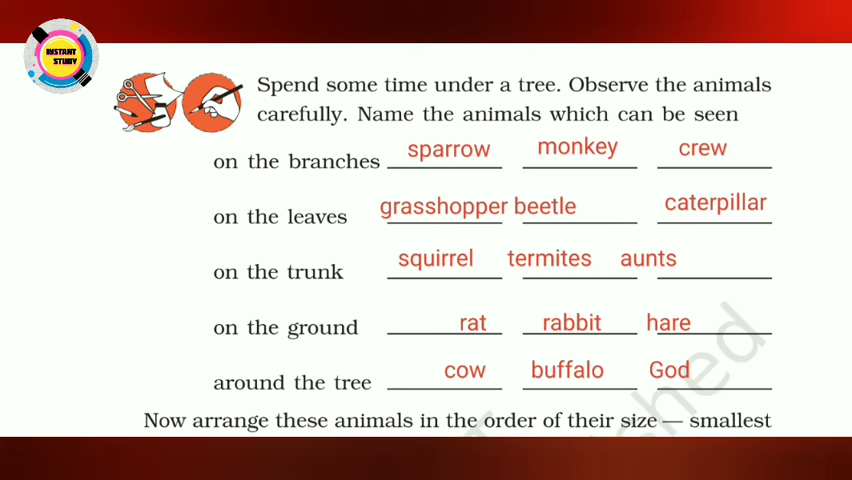 INSTANT
STUDY
Spend some time under a tree. Observe the animals
carefully. Name the animals which can be seen
on the branches sparrow monkey crew
on the leaves grasshopper beetle caterpillar
on the trunk squirrel termites aunts
on the ground rat rabbit hare
around the tree cow buffalo God
Now arrange these animals in the order of their size — smallest